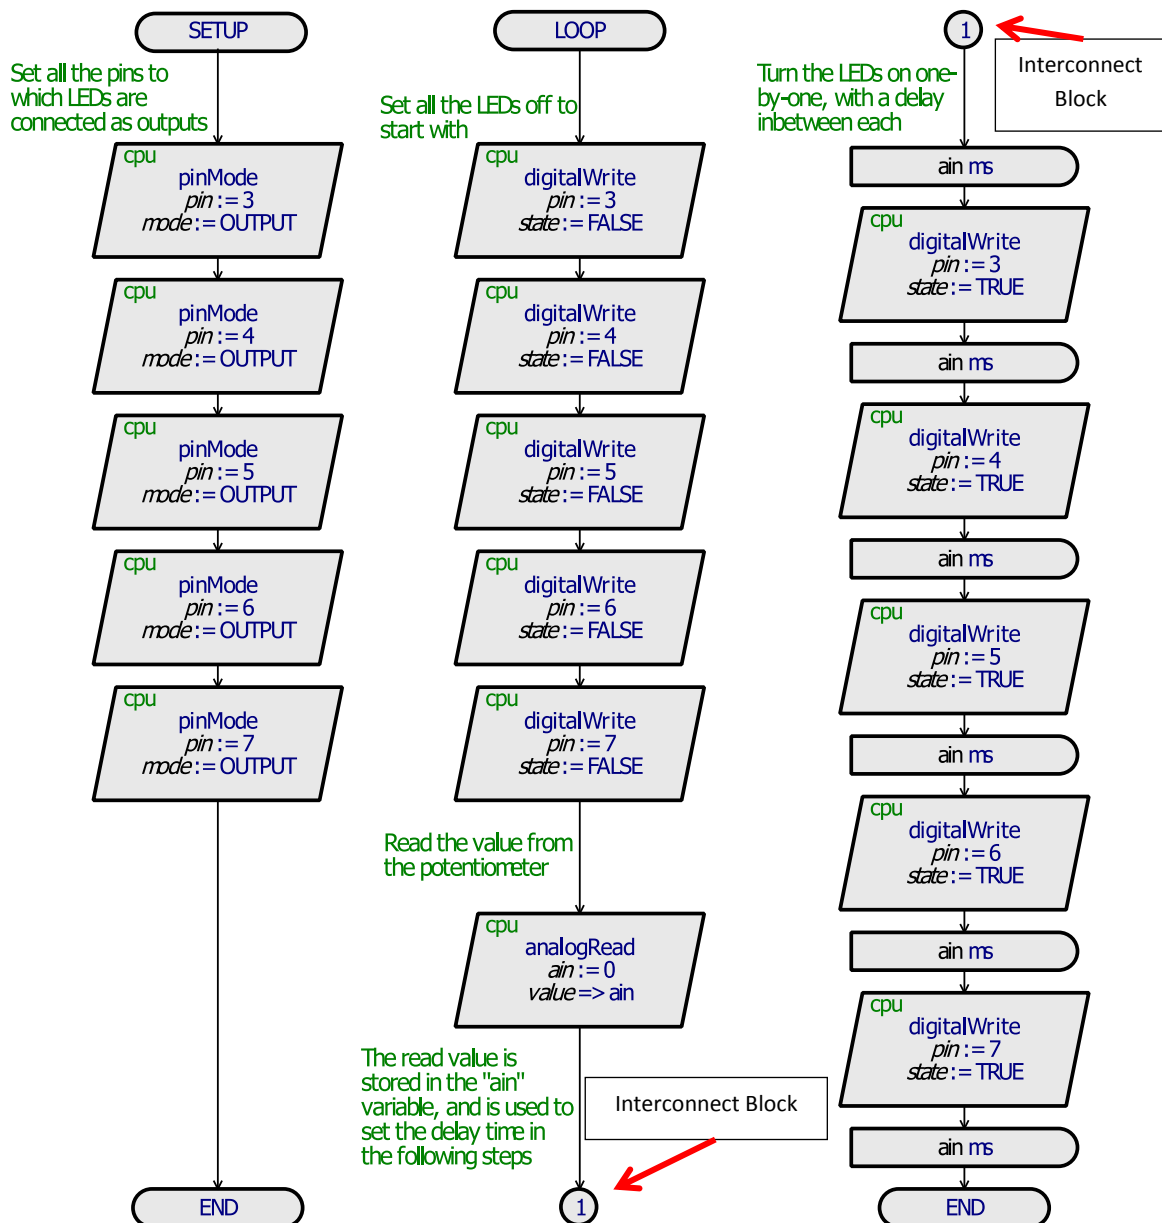 SETUP
Set all the pins to
which LEDs are
connected as outputs
cpu
pinMode
pin := 3
mode := OUTPUT
cpu
pinMode
pin := 4
mode := OUTPUT
cpu
pinMode
pin := 5
mode := OUTPUT
cpu
pinMode
pin := 6
mode := OUTPUT
cpu
pinMode
pin := 7
mode := OUTPUT
END
LOOP
Set all the LEDs off to
start with
cpu
digitalWrite
pin := 3
state := FALSE
cpu
digitalWrite
pin := 4
state := FALSE
cpu
digitalWrite
pin := 5
state := FALSE
cpu
digitalWrite
pin := 6
state := FALSE
cpu
digitalWrite
pin := 7
state := FALSE
Read the value from
the potentiometer
cpu
analogRead
ain := 0
value => ain
The read value is
stored in the "ain"
variable, and is used to
set the delay time in
the following steps
Interconnect Block
1
1
Interconnect
Block
Turn the LEDs on one-
by-one, with a delay
inbetween each
ain ms
cpu
digitalWrite
pin := 3
state := TRUE
ain ms
cpu
digitalWrite
pin := 4
state := TRUE
ain ms
cpu
digitalWrite
pin := 5
state := TRUE
ain ms
cpu
digitalWrite
pin := 6
state := TRUE
ain ms
cpu
digitalWrite
pin := 7
state := TRUE
ain ms
END